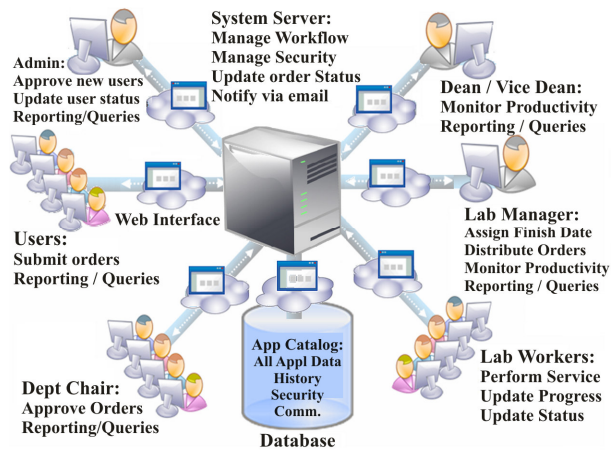 System Server:
Manage Workflow
Manage Security
Update order Status
Notify via email
Admin:
Approve new users
Update user status
Reporting/Queries
Dean / Vice Dean:
Monitor Productivity
Reporting / Queries
Web Interface
Users:
Submit orders
Reporting / Queries
Lab Manager:
Assign Finish Date
Distribute Orders
Monitor Productivity
Reporting / Queries
Dept Chair:
Approve Orders
Reporting/Queries
App Catalog:
All Appl Data
History
Security
Comm.
Database
Lab Workers:
Perform Service
Update Progress
Update Status